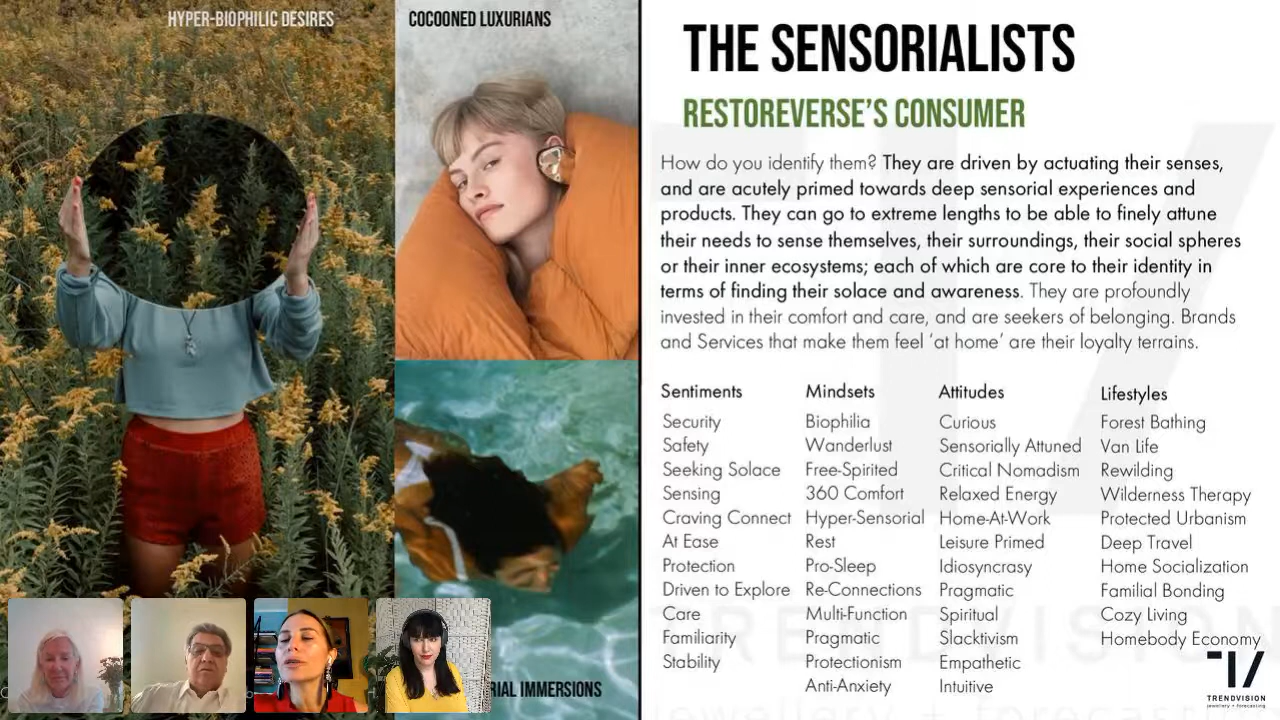 HYPER-BIOPHILIC DESIRES
COCOONED LUXURIANS
RIAL IMMERSIONS
THE SENSORIALISTS
RESTOREVERSE'S CONSUMER
How do you identify them? They are driven by actuating their senses,
and are acutely primed towards deep sensorial experiences and
products. They can go to extreme lengths to be able to finely attune
their needs to sense themselves, their surroundings, their social spheres
or their inner ecosystems; each of which are core to their identity in
terms of finding their solace and awareness. They are profoundly
invested in their comfort and care, and are seekers of belonging. Brands
and Services that make them feel 'at home' are their loyalty terrains.
Sentiments
Security
Safety
Seeking Solace
Sensing
Craving Connect
At Ease
Protection
Driven to Explore
Care
Familiarity
Stability
Mindsets
Biophilia
Wanderlust
Free-Spirited
360 Comfort
Hyper-Sensorial
Rest
Pro-Sleep
Re-Connections
Multi-Function
Pragmatic
Protectionism
Anti-Anxiety
Attitudes
Curious
Sensorially Attuned
Critical Nomadism
Relaxed Energy
Home-At-Work
Leisure Primed
Idiosyncrasy
Pragmatic
Spiritual
Slacktivism
Empathetic
Intuitive
Lifestyles
Forest Bathing
Van Life
Rewilding
Wilderness Therapy
Protected Urbanism
Deep Travel
Home Socialization
Familial Bonding
Cozy Living
Homebody Economy
TRENDVISION
jewellery + forecasting